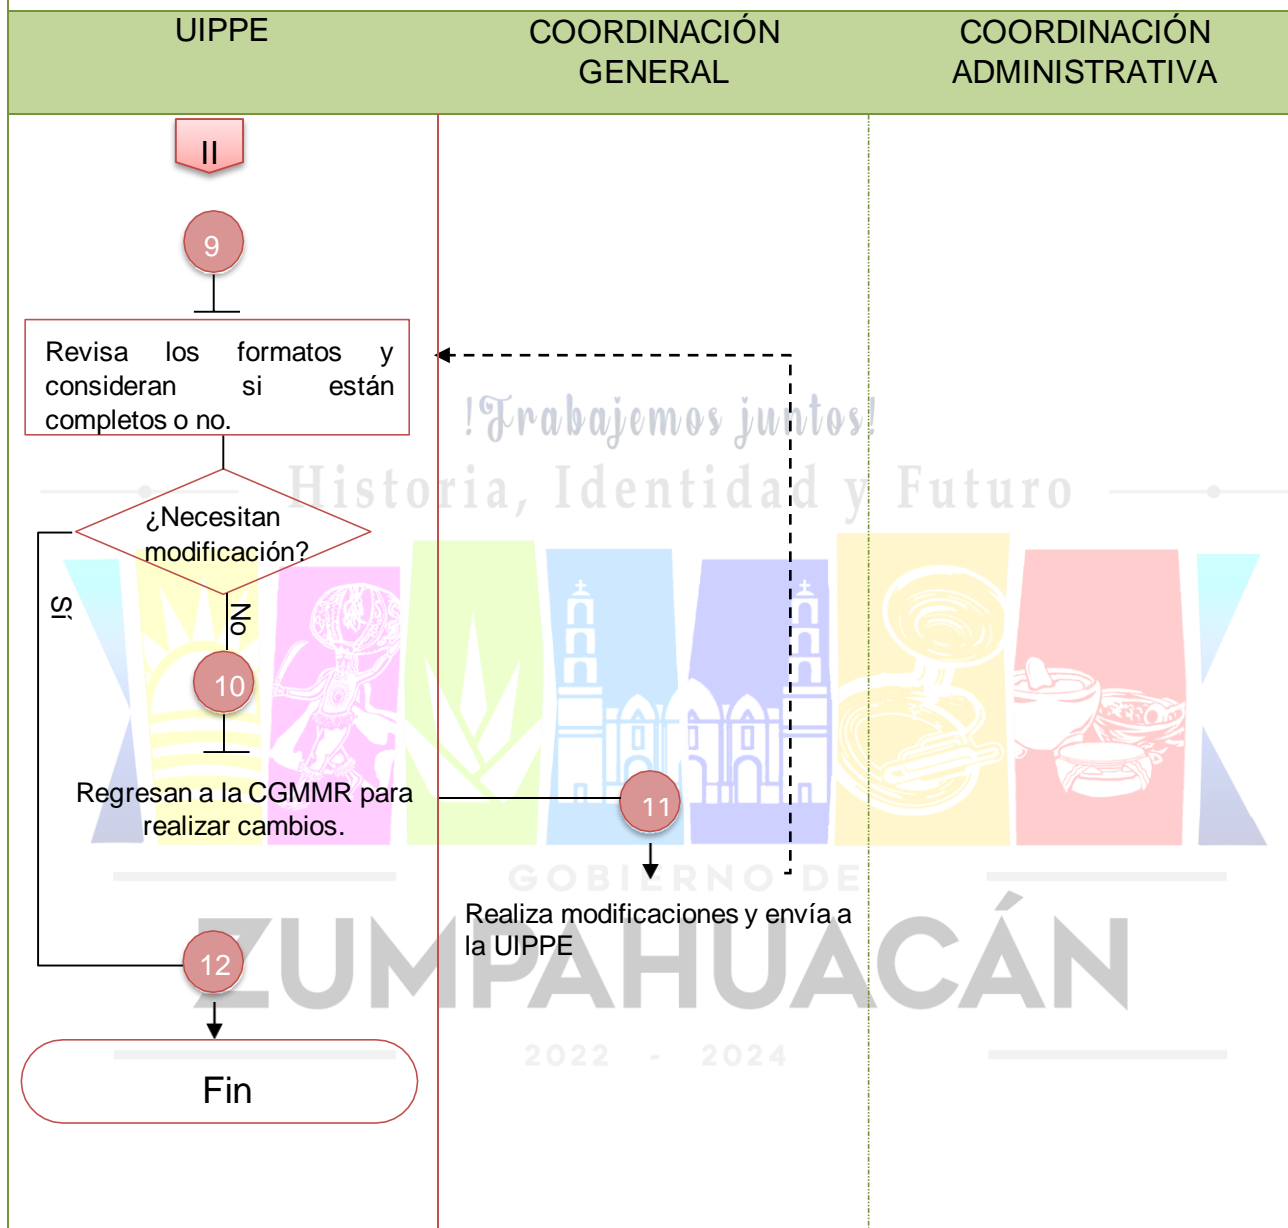 UIPPE
COORDINACIÓN
GENERAL
COORDINACIÓN
ADMINISTRATIVA
II
9
Revisa los formatos y
consideran si están
completos o no.
!Trabajemos juntos!
Historia, Identidad y Futuro
¿Necesitan
modificación?
Sí
No
10
Regresan a la CGMMR para
realizar cambios.
11
GOBIERNO DE
Realiza modificaciones y envía a
la UIPPE
ZUMPAHUACÁN
12
2022 - 2024
Fin